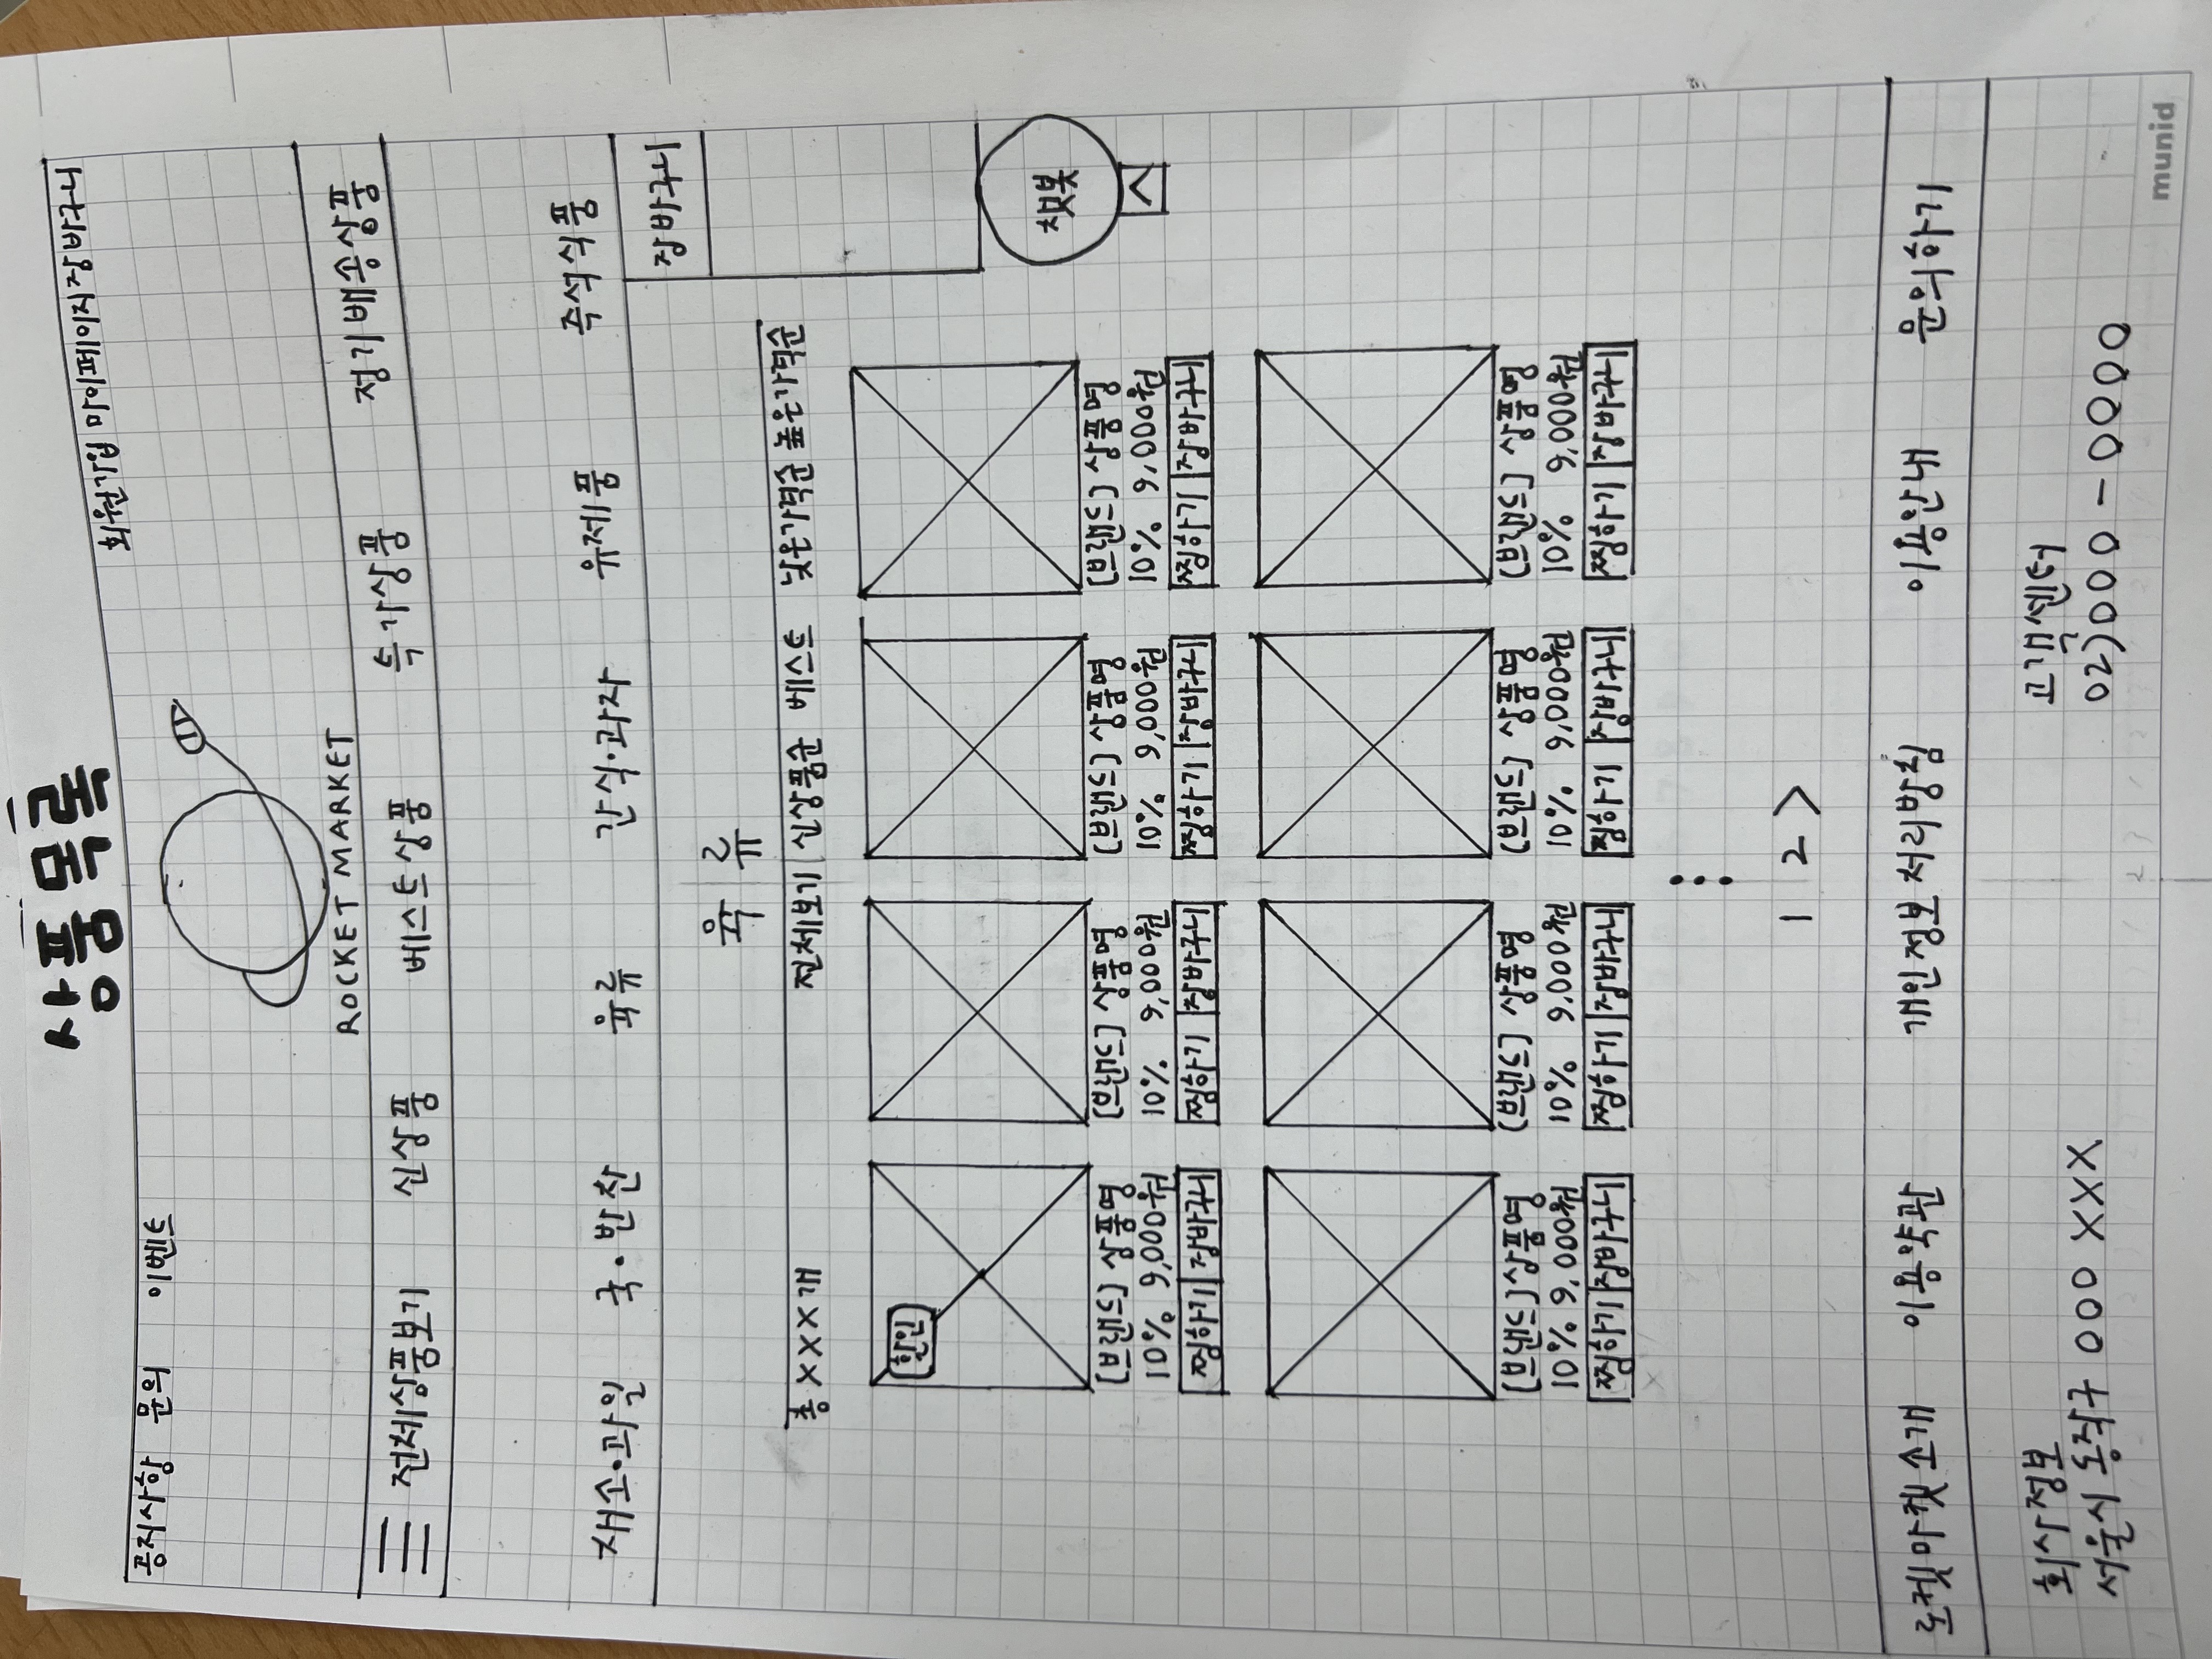 상품목록
공지사항 문의 이벤트 회원가입 마이페이지 장바구니
ROCKET MARKET
전체상품보기 신상품 베스트상품 특가상품 정기배송상품
채소·과일 국·반찬 육류 간식·과자 유제품 즉석식품
장바구니
육류
총 XXX개 전체보기 신상품순 베스트 낮은가격순 높은가격순
할인
챗봇
[브랜드] 상품명 [브랜드] 상품명 [브랜드] 상품명 [브랜드] 상품명
10% 9,000원 10% 9,000원 10% 9,000원 10% 9,000원
찜하기 장바구니 찜하기 장바구니 찜하기 장바구니 찜하기 장바구니
[브랜드] 상품명 [브랜드] 상품명 [브랜드] 상품명 [브랜드] 상품명
10% 9,000원 10% 9,000원 10% 9,000원 10% 9,000원
찜하기 장바구니 찜하기 장바구니 찜하기 장바구니 찜하기 장바구니
1 2 >
로켓마켓소개 이용약관 개인정보처리방침 이용안내 문의하기
회사정보 고객센터
서울시 동작구 OOO XXX 02)000-0000
munid